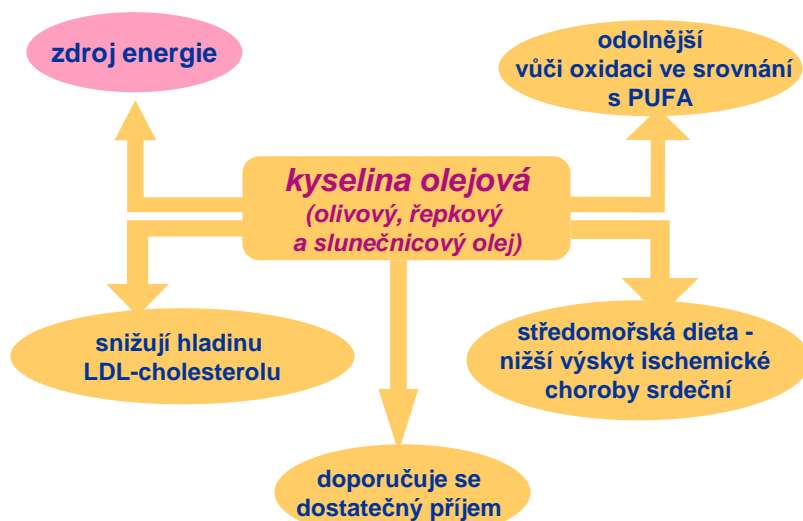 zdroj energie
odolnější
vůči oxidaci ve srovnání
s PUFA
kyselina olejová
(olivový, řepkový
a slunečnicový olej)
snižují hladinu
LDL-cholesterolu
středomořská dieta -
nižší výskyt ischemické
choroby srdeční
doporučuje se
dostatečný příjem